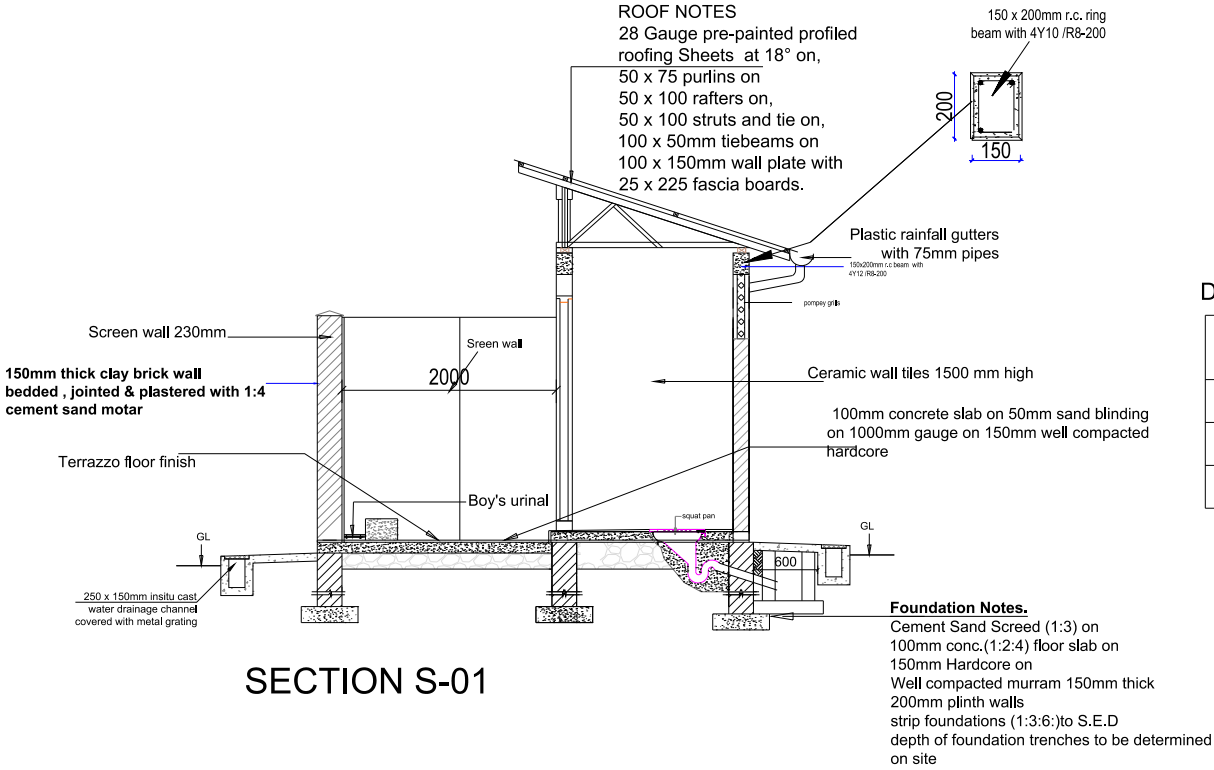 ROOF NOTES
28 Gauge pre-painted profiled
roofing Sheets at 18° on,
50 x 75 purlins on
50 x 100 rafters on,
50 x 100 struts and tie on,
100 x 50mm tiebeams on
100 x 150mm wall plate with
25 x 225 fascia boards.
150 x 200mm r.c. ring
beam with 4Y10 /R8-200
200
150
Plastic rainfall gutters
with 75mm pipes
150x200mm r.c beam with
4Y12 /R8-200
pompey grils
D
Screen wall 230mm
Sreen wall
2000
150mm thick clay brick wall
bedded , jointed & plastered with 1:4
cement sand motar
Ceramic wall tiles 1500 mm high
100mm concrete slab on 50mm sand blinding
on 1000mm gauge on 150mm well compacted
hardcore
Terrazzo floor finish
Boy's urinal
squat pan
GL
GL
600
250 x 150mm insitu cast
water drainage channel
covered with metal grating
Foundation Notes.
Cement Sand Screed (1:3) on
100mm conc.(1:2:4) floor slab on
150mm Hardcore on
Well compacted murram 150mm thick
200mm plinth walls
strip foundations (1:3:6:)to S.E.D
depth of foundation trenches to be determined
on site
SECTION S-01